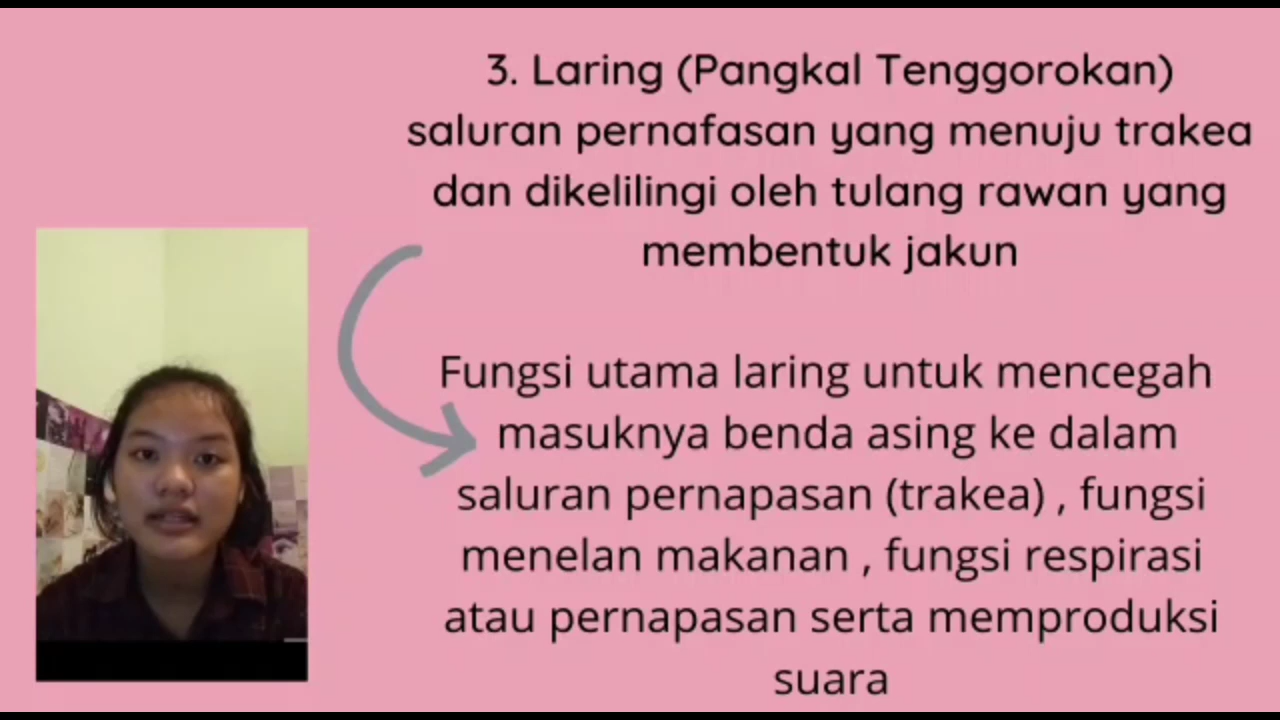 3. Laring (Pangkal Tenggorokan)
saluran pernafasan yang menuju trakea
dan dikelilingi oleh tulang rawan yang
membentuk jakun
Fungsi utama laring untuk mencegah
masuknya benda asing ke dalam
saluran pernapasan (trakea) , fungsi
menelan makanan , fungsi respirasi
atau pernapasan serta memproduksi
suara